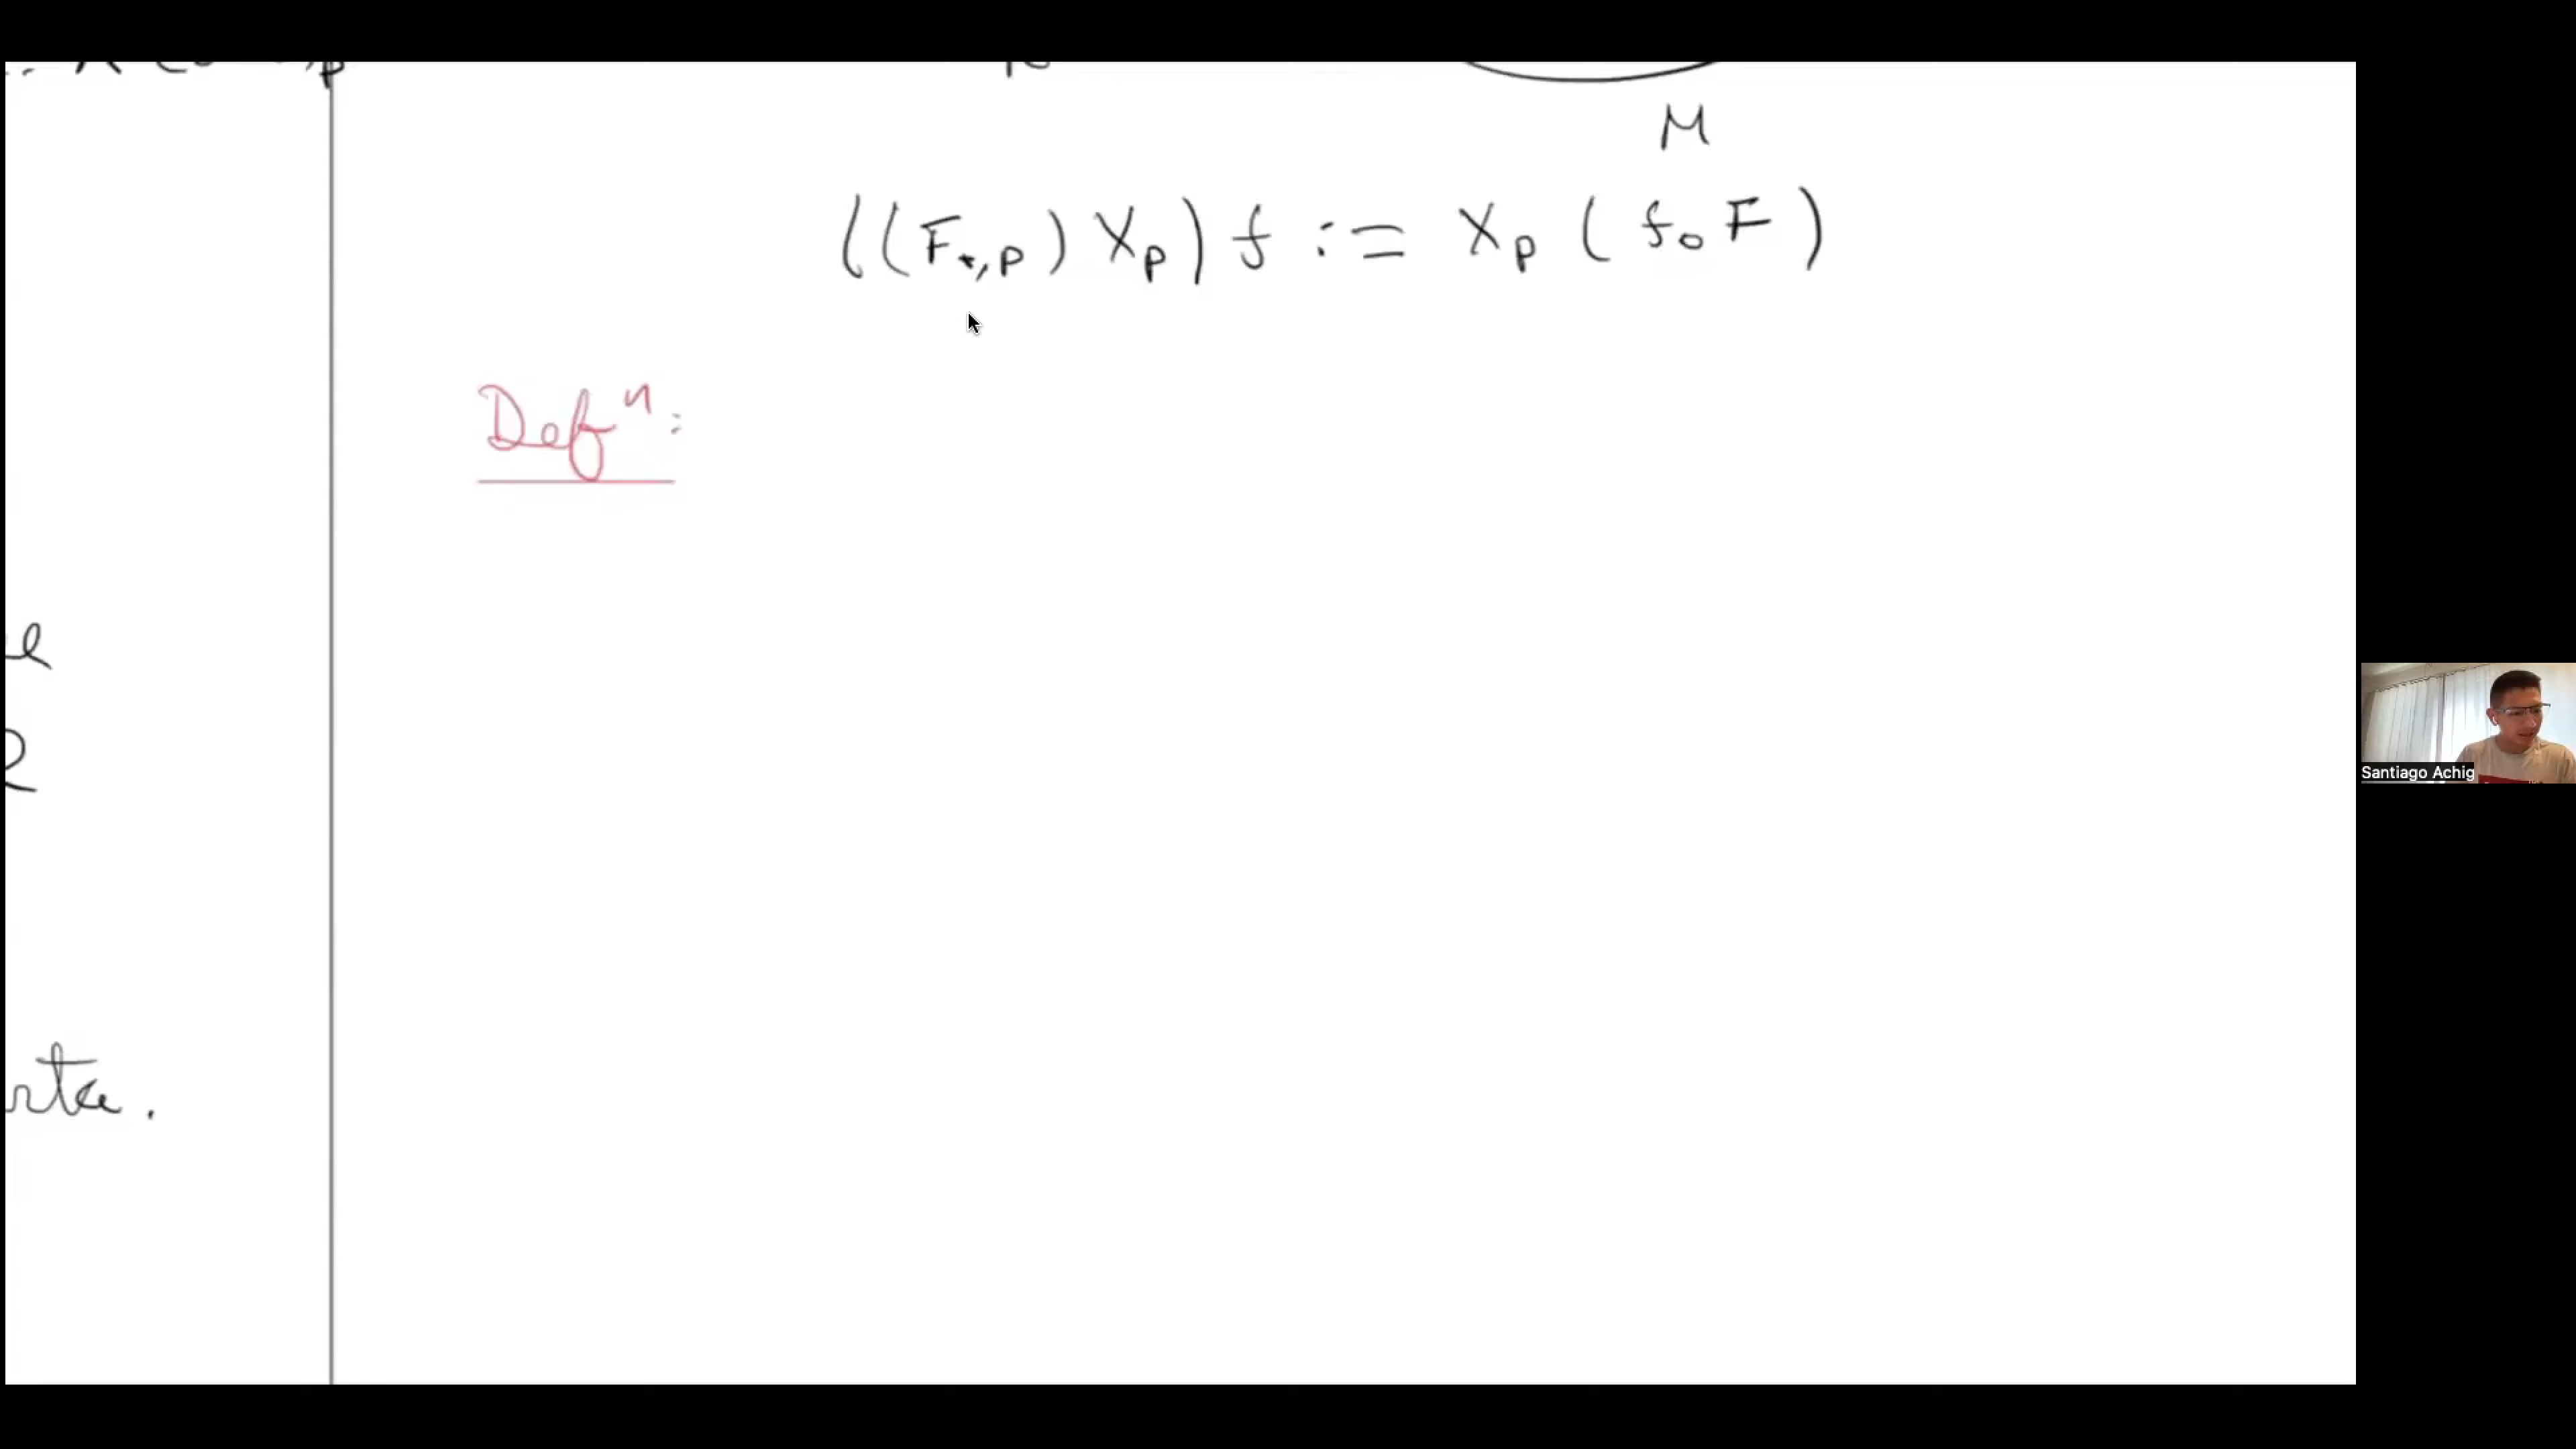 M
((F⋆,p) Xp) f := Xp (f∘F)
Defⁿ:
rta.
Santiago Achig